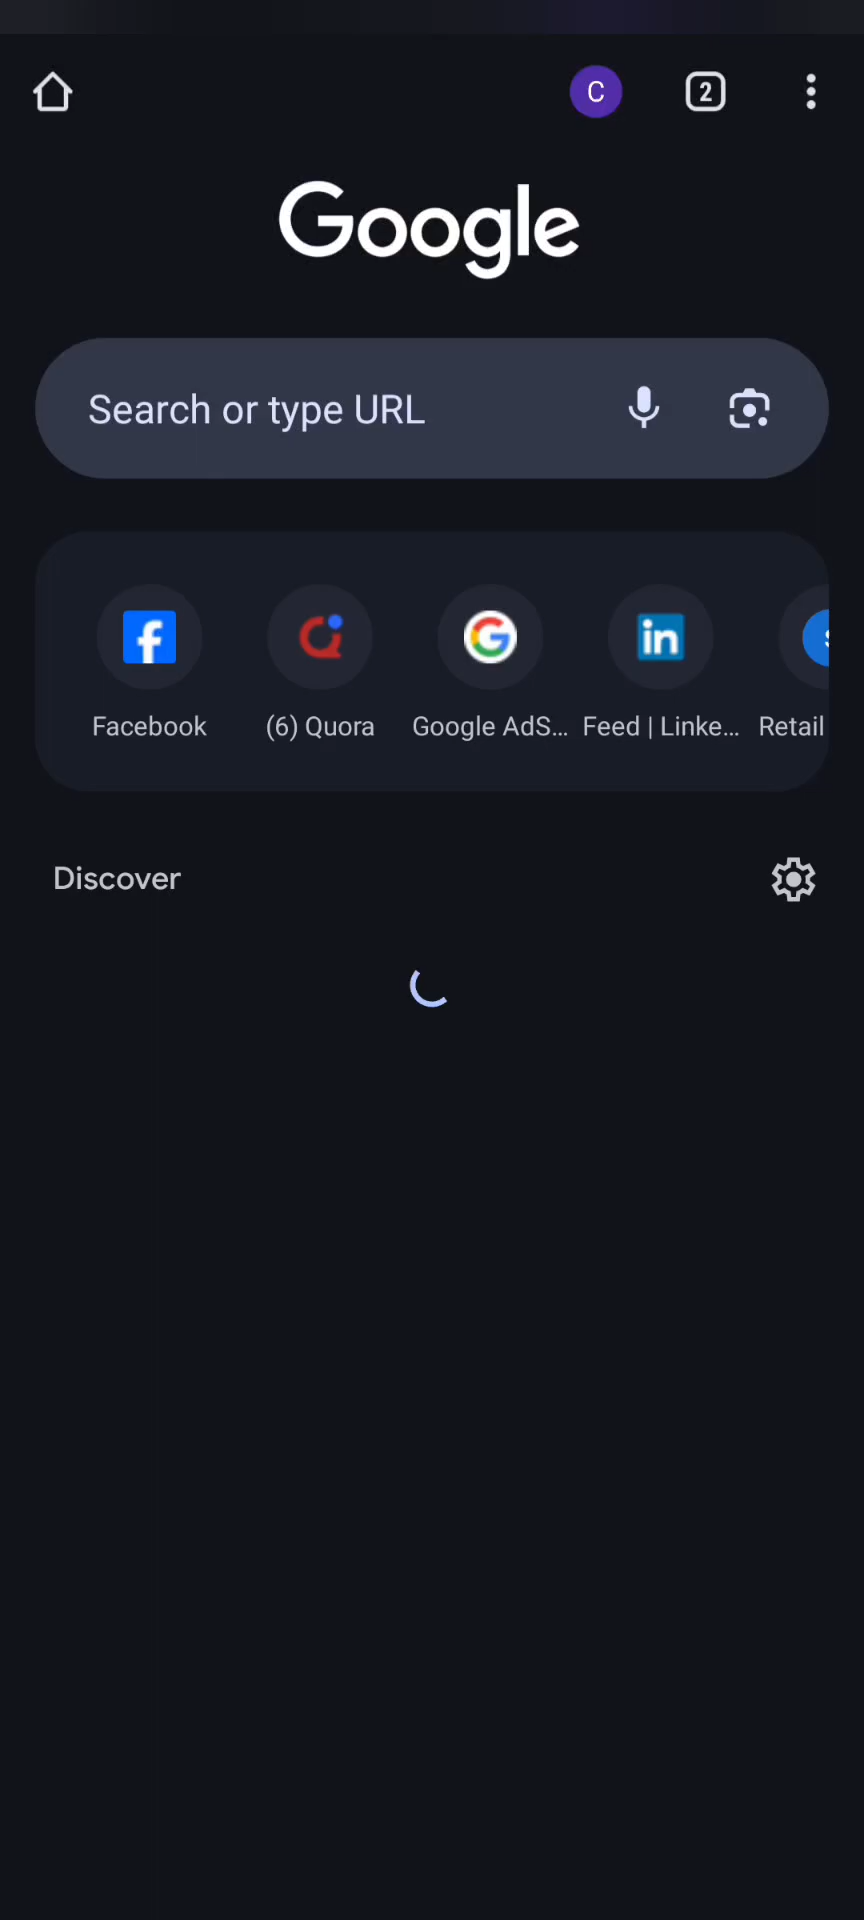 C
2
Google
Search or type URL
Facebook
(6) Quora
Google AdS...
Feed | Linke...
Retail
Discover